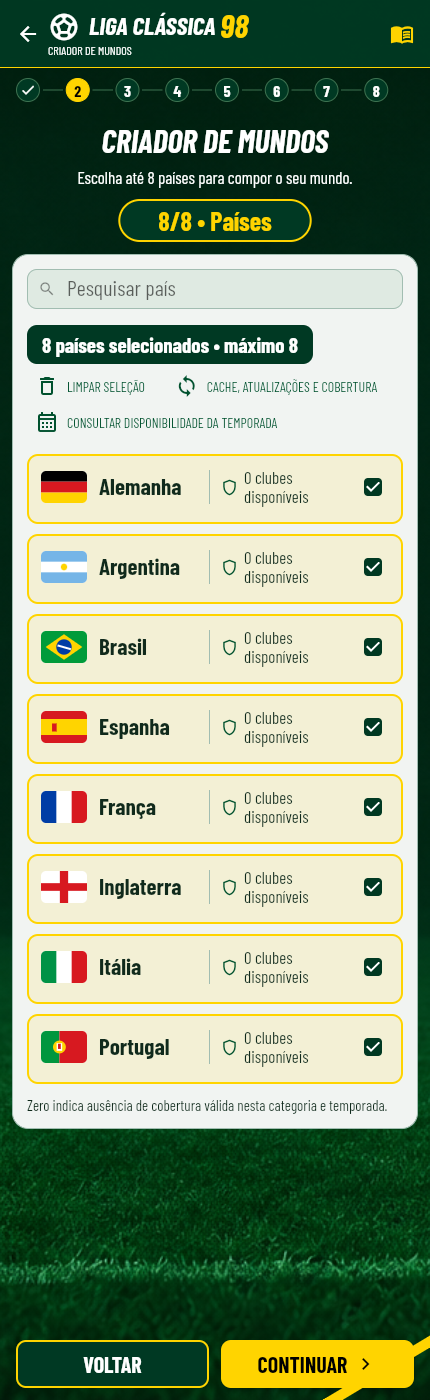 LIGA CLÁSSICA 98
CRIADOR DE MUNDOS
2 3 4 5 6 7 8
CRIADOR DE MUNDOS
Escolha até 8 países para compor o seu mundo.
8/8 • Países
Pesquisar país
8 países selecionados • máximo 8
LIMPAR SELEÇÃO
CACHE, ATUALIZAÇÕES E COBERTURA
CONSULTAR DISPONIBILIDADE DA TEMPORADA
Alemanha
0 clubes
disponíveis
Argentina
0 clubes
disponíveis
Brasil
0 clubes
disponíveis
Espanha
0 clubes
disponíveis
França
0 clubes
disponíveis
Inglaterra
0 clubes
disponíveis
Itália
0 clubes
disponíveis
Portugal
0 clubes
disponíveis
Zero indica ausência de cobertura válida nesta categoria e temporada.
VOLTAR
CONTINUAR